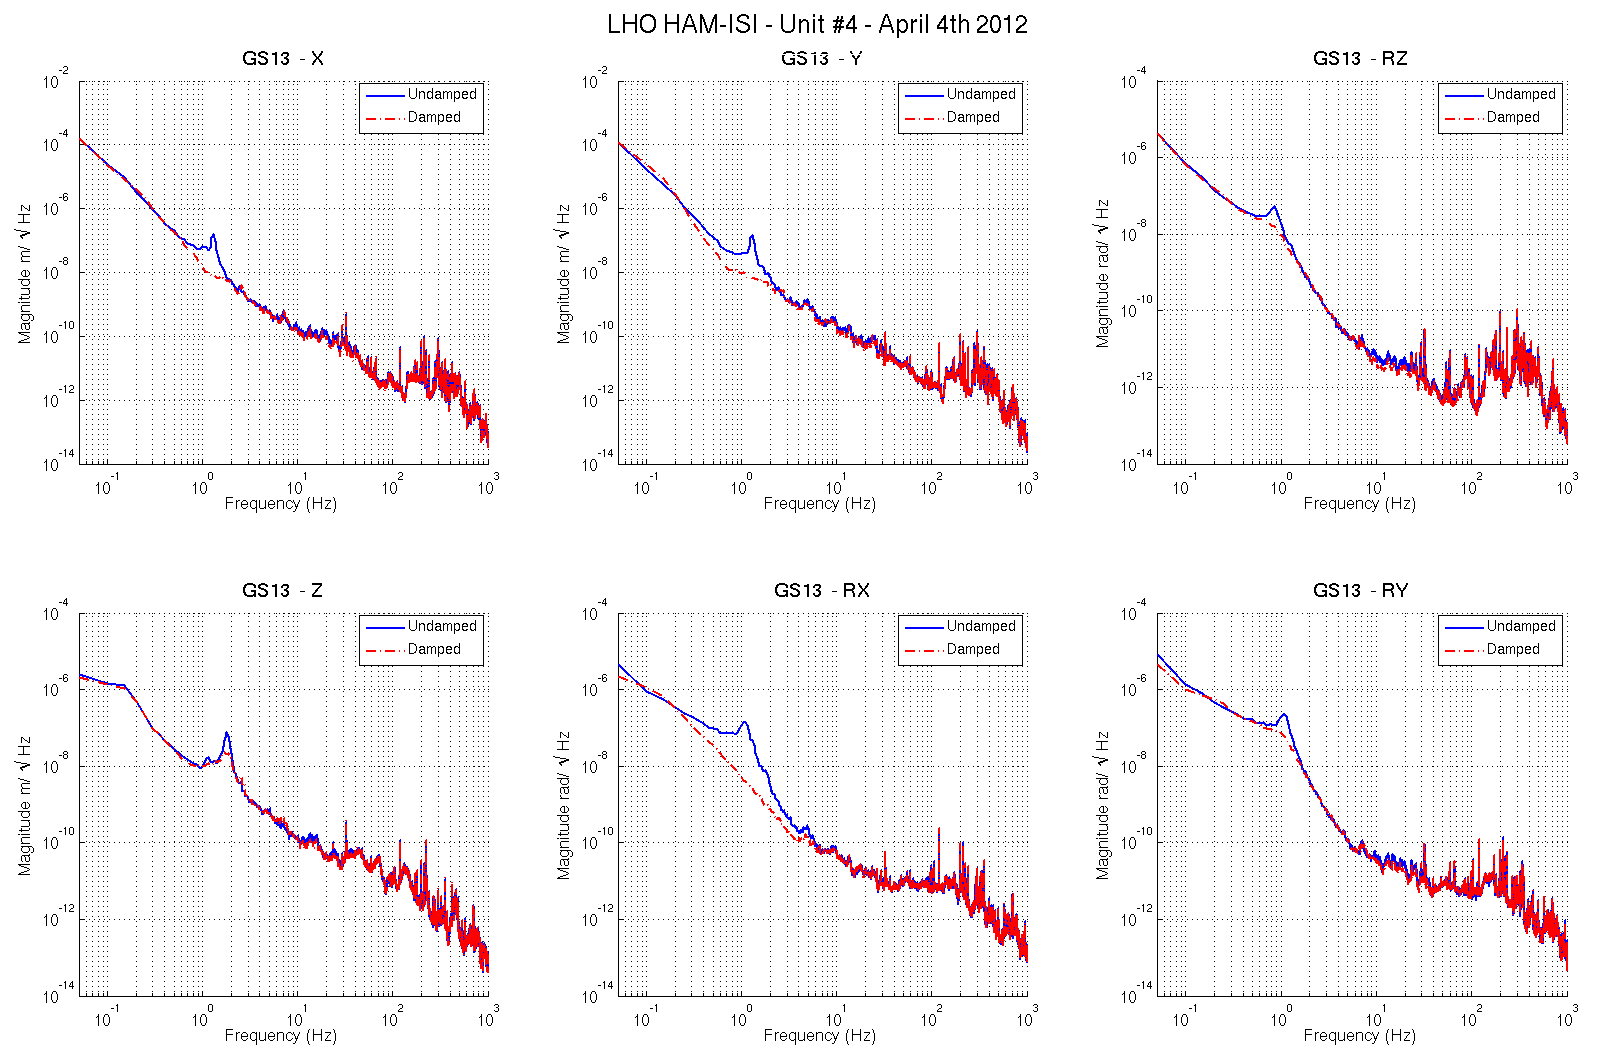 LHO HAM-ISI - Unit #4 - April 4th 2012
GS13 - X
Undamped
Damped
Magnitude m/ √ Hz
10^-2
10^-4
10^-6
10^-8
10^-10
10^-12
10^-14
10^-1 10^0 10^1 10^2 10^3
Frequency (Hz)
GS13 - Y
Undamped
Damped
Magnitude m/ √ Hz
10^-2
10^-4
10^-6
10^-8
10^-10
10^-12
10^-14
10^-1 10^0 10^1 10^2 10^3
Frequency (Hz)
GS13 - RZ
Undamped
Damped
Magnitude rad/ √ Hz
10^-4
10^-6
10^-8
10^-10
10^-12
10^-14
10^-1 10^0 10^1 10^2 10^3
Frequency (Hz)
GS13 - Z
Undamped
Damped
Magnitude m/ √ Hz
10^-4
10^-6
10^-8
10^-10
10^-12
10^-14
10^-1 10^0 10^1 10^2 10^3
Frequency (Hz)
GS13 - RX
Undamped
Damped
Magnitude rad/ √ Hz
10^-4
10^-6
10^-8
10^-10
10^-12
10^-14
10^-1 10^0 10^1 10^2 10^3
Frequency (Hz)
GS13 - RY
Undamped
Damped
Magnitude rad/ √ Hz
10^-4
10^-6
10^-8
10^-10
10^-12
10^-14
10^-1 10^0 10^1 10^2 10^3
Frequency (Hz)